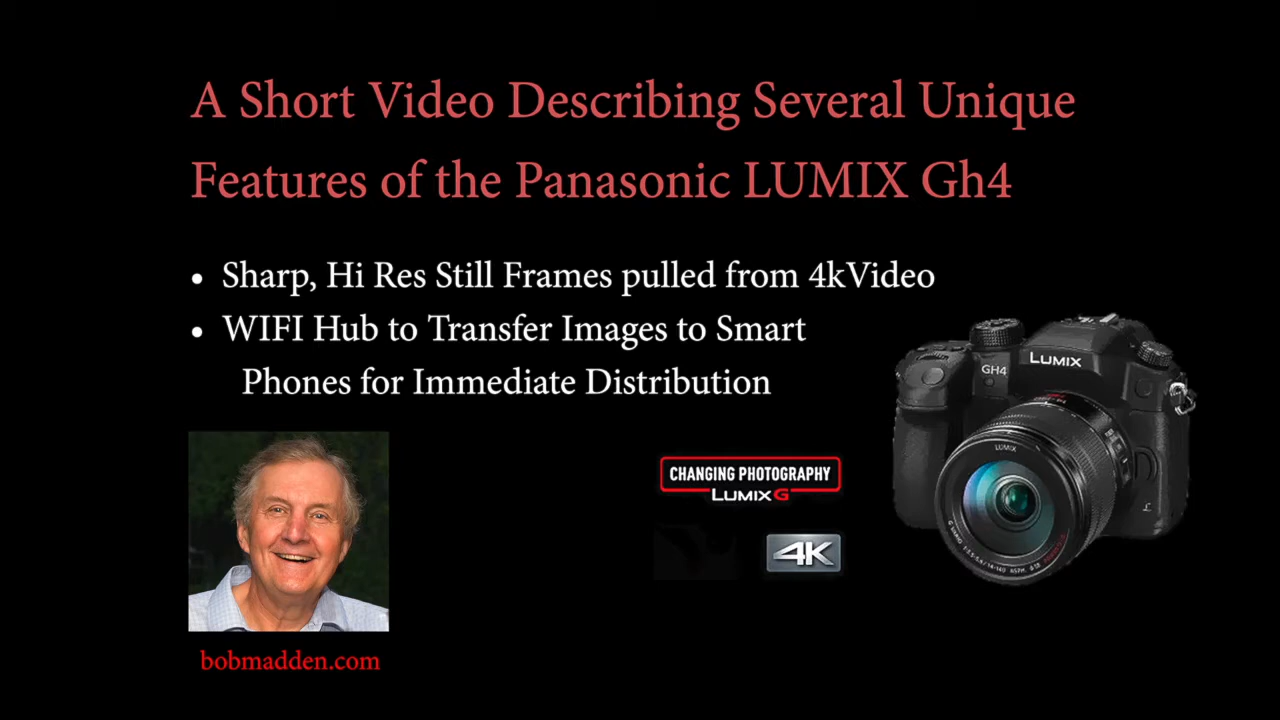 A Short Video Describing Several Unique
Features of the Panasonic LUMIX Gh4
• Sharp, Hi Res Still Frames pulled from 4kVideo
• WIFI Hub to Transfer Images to Smart
Phones for Immediate Distribution
LUMIX
GH4
LUMIX
CHANGING PHOTOGRAPHY
LUMIX G
4K
bobmadden.com